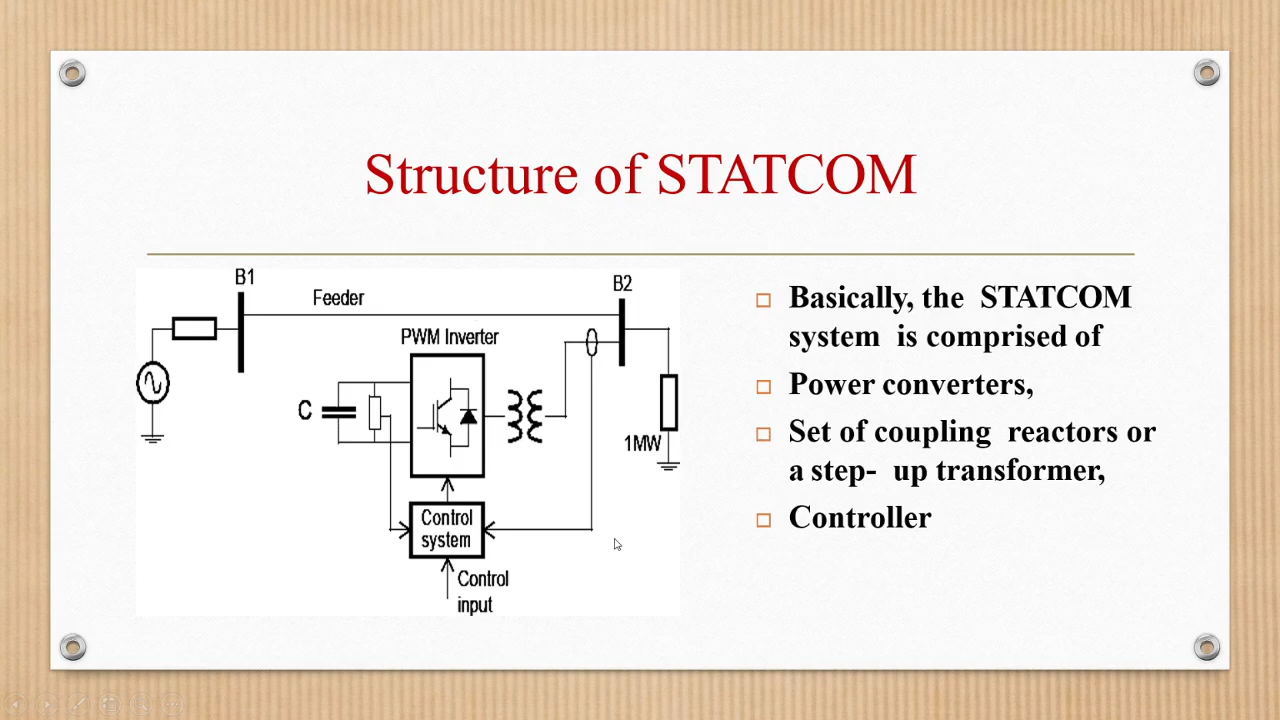 Structure of STATCOM
B1
Feeder
B2
PWM Inverter
C
1MW
Control
system
Control
input
Basically, the STATCOM
system is comprised of
Power converters,
Set of coupling reactors or
a step- up transformer,
Controller